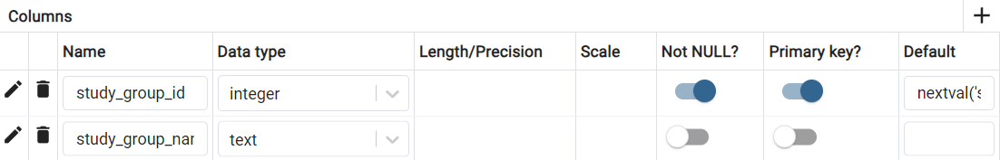 Columns
Name Data type Length/Precision Scale Not NULL? Primary key? Default
study_group_id integer nextval('s
study_group_nar text